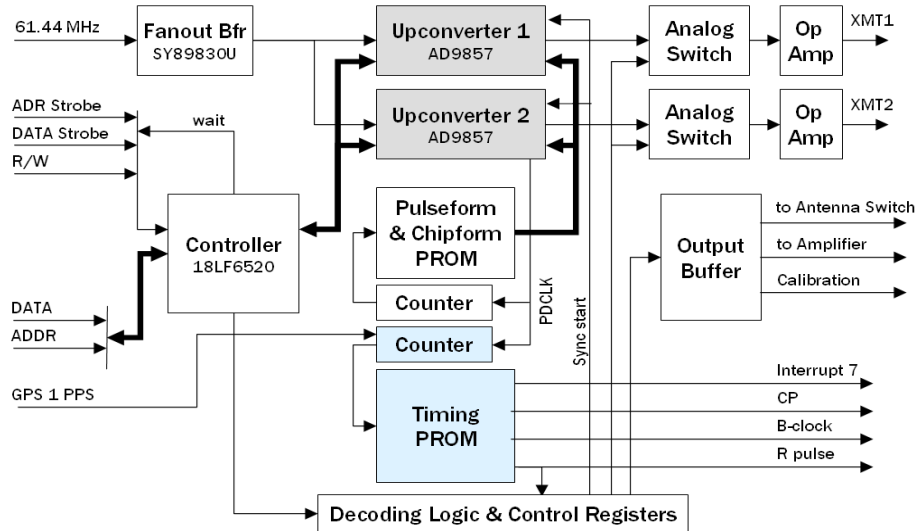 61.44 MHz
Fanout Bfr
SY89830U
Upconverter 1
AD9857
Analog
Switch
Op
Amp
XMT1
ADR Strobe
DATA Strobe
R/W
wait
Upconverter 2
AD9857
Analog
Switch
Op
Amp
XMT2
Controller
18LF6520
Pulseform
& Chipform
PROM
Output
Buffer
to Antenna Switch
to Amplifier
Calibration
DATA
ADDR
Counter
Counter
PDCLK
Sync start
GPS 1 PPS
Timing
PROM
Interrupt 7
CP
B-clock
R pulse
Decoding Logic & Control Registers